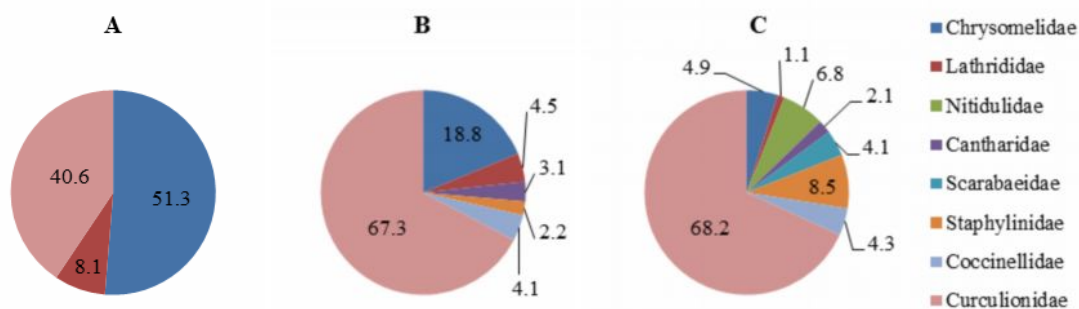 A
51.3
8.1
40.6
B
18.8
4.5
3.1
2.2
4.1
67.3
C
4.9
1.1
6.8
2.1
4.1
8.5
4.3
68.2
Chrysomelidae
Lathrididae
Nitidulidae
Cantharidae
Scarabaeidae
Staphylinidae
Coccinellidae
Curculionidae